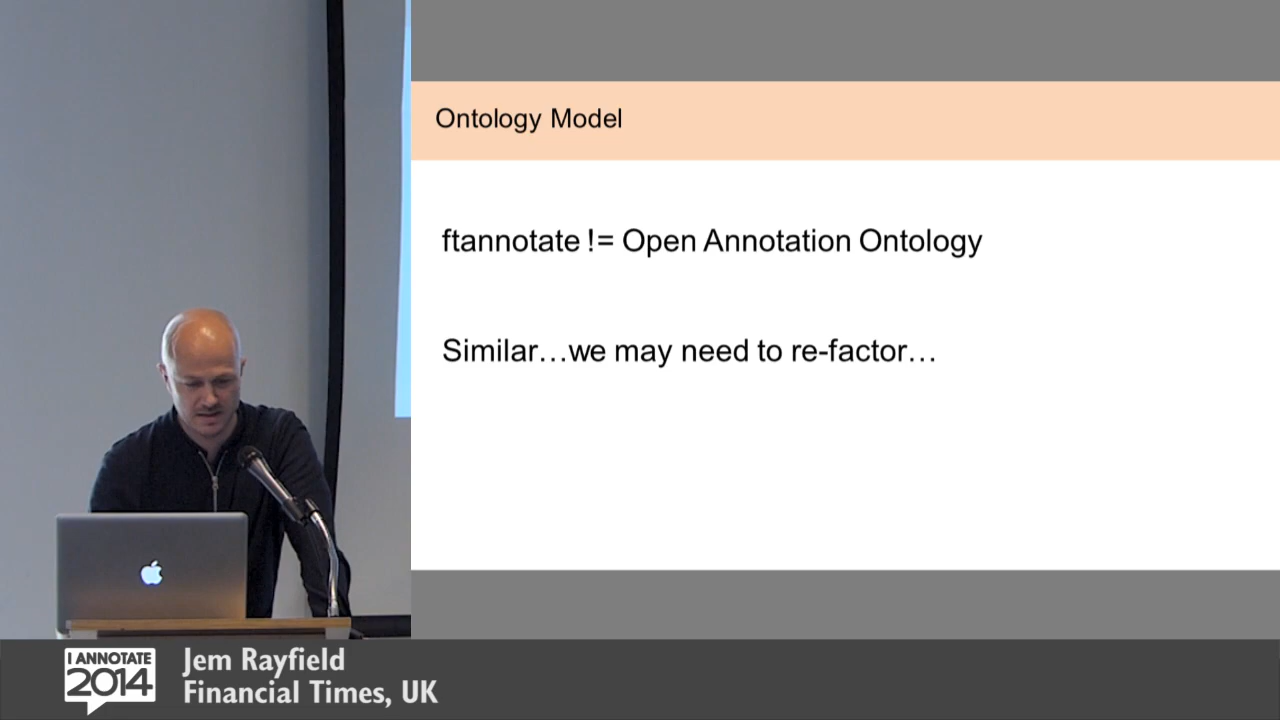 Ontology Model
ftannotate != Open Annotation Ontology
Similar…we may need to re-factor…
I ANNOTATE
2014
Jem Rayfield
Financial Times, UK